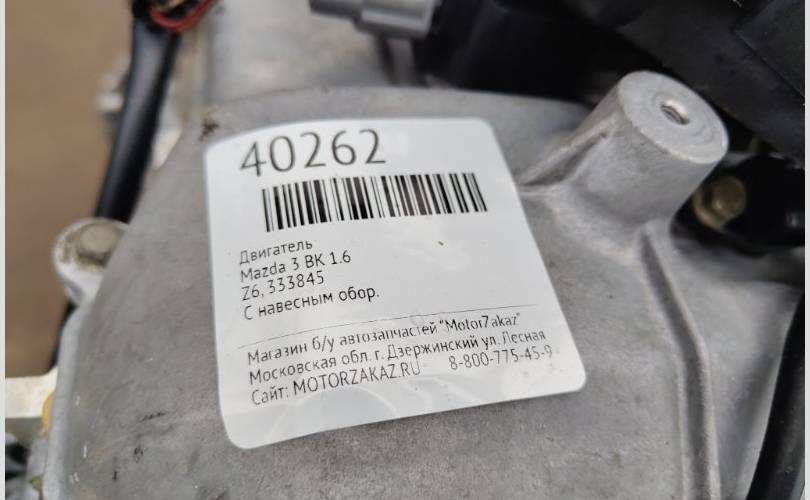 40262
Двигатель
Mazda 3 BK 1.6
Z6, 333845
С навесным обор.
Магазин б/у автозапчастей "MotorZakaz"
Московская обл. г. Дзержинский ул. Лесная
Сайт: MOTORZAKAZ.RU 8-800-775-45-9